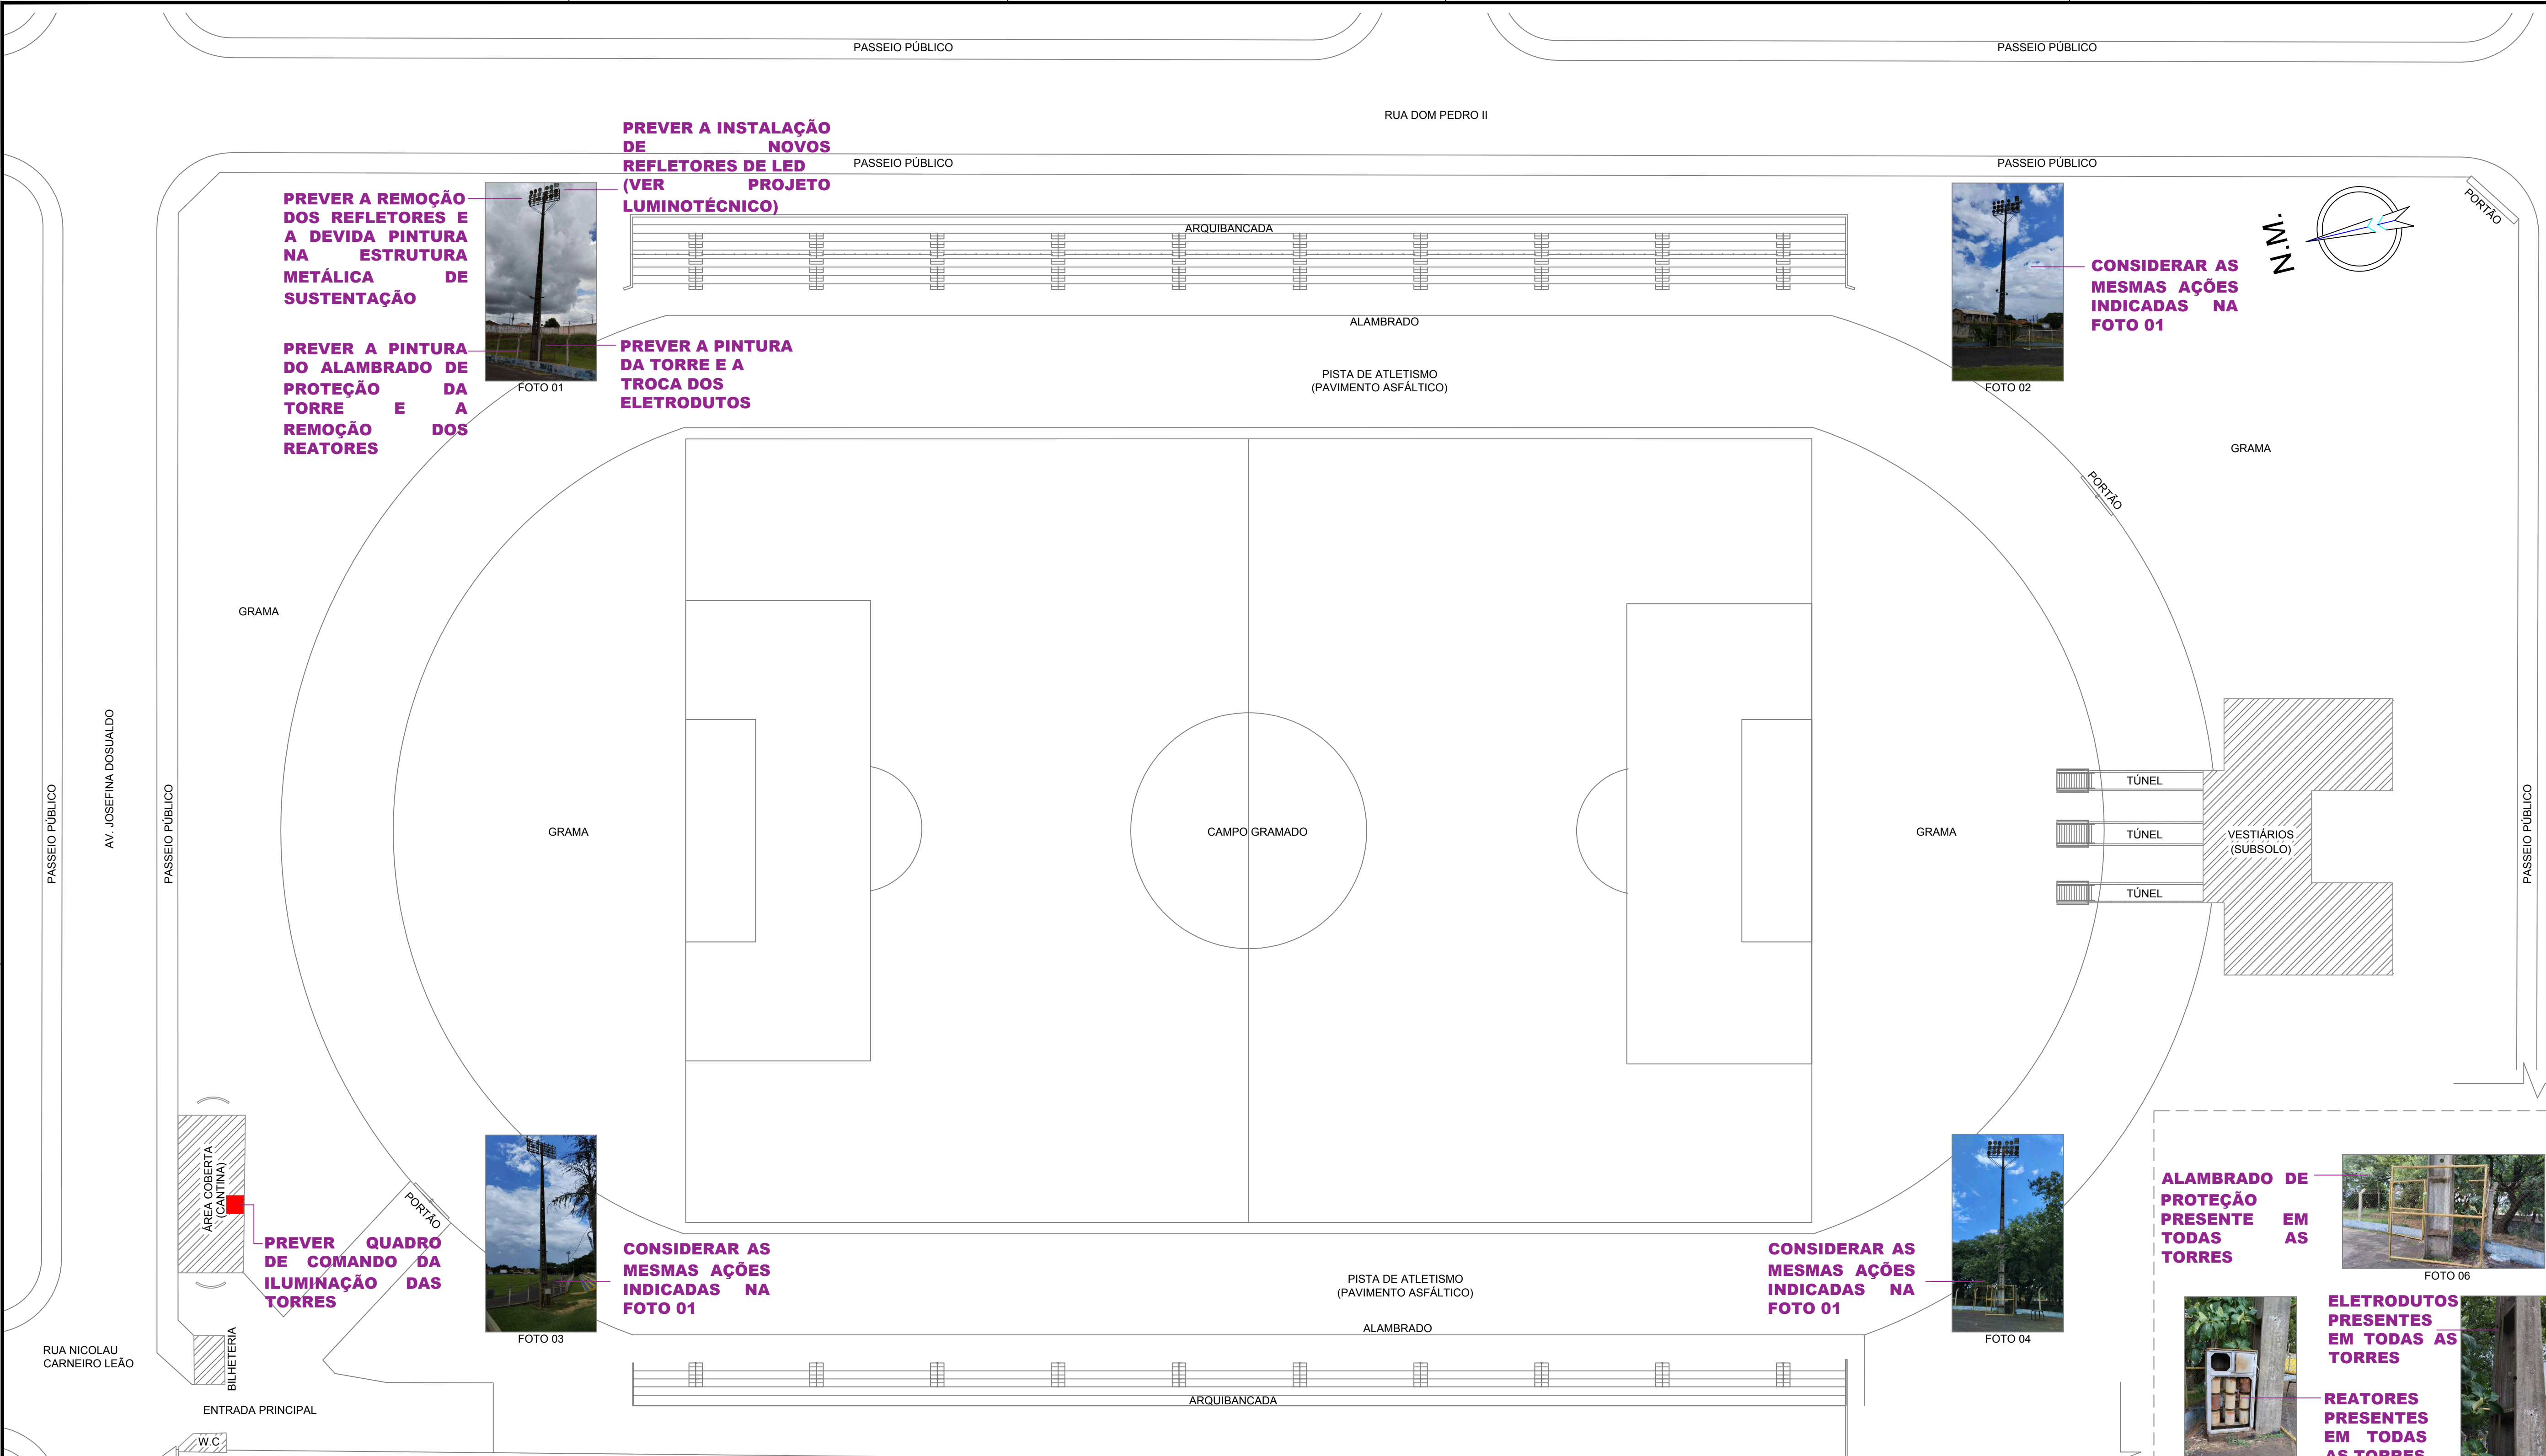 PASSEIO PÚBLICO
PASSEIO PÚBLICO
RUA DOM PEDRO II
PASSEIO PÚBLICO
PASSEIO PÚBLICO
PREVER A INSTALAÇÃO
DE NOVOS
REFLETORES DE LED
(VER PROJETO
LUMINOTÉCNICO)
PREVER A REMOÇÃO
DOS REFLETORES E
A DEVIDA PINTURA
NA ESTRUTURA
METÁLICA DE
SUSTENTAÇÃO
PREVER A PINTURA
DO ALAMBRADO DE
PROTEÇÃO DA
TORRE E A
REMOÇÃO DOS
REATORES
FOTO 01
PREVER A PINTURA
DA TORRE E A
TROCA DOS
ELETRODUTOS
ARQUIBANCADA
ALAMBRADO
PISTA DE ATLETISMO
(PAVIMENTO ASFÁLTICO)
FOTO 02
CONSIDERAR AS
MESMAS AÇÕES
INDICADAS NA
FOTO 01
N.M.
PORTÃO
GRAMA
PORTÃO
GRAMA
PASSEIO PÚBLICO
AV. JOSEFINA DOSUALDO
PASSEIO PÚBLICO
GRAMA
CAMPO GRAMADO
GRAMA
TÚNEL
TÚNEL
TÚNEL
VESTIÁRIOS
(SUBSOLO)
PASSEIO PÚBLICO
ÁREA COBERTA
(CANTINA)
PORTÃO
PREVER QUADRO
DE COMANDO DA
ILUMINAÇÃO DAS
TORRES
FOTO 03
CONSIDERAR AS
MESMAS AÇÕES
INDICADAS NA
FOTO 01
PISTA DE ATLETISMO
(PAVIMENTO ASFÁLTICO)
ALAMBRADO
CONSIDERAR AS
MESMAS AÇÕES
INDICADAS NA
FOTO 01
FOTO 04
ALAMBRADO DE
PROTEÇÃO
PRESENTE EM
TODAS AS
TORRES
FOTO 06
ELETRODUTOS
PRESENTES
EM TODAS AS
TORRES
REATORES
PRESENTES
EM TODAS
AS TORRES
RUA NICOLAU
CARNEIRO LEÃO
BILHETERIA
ENTRADA PRINCIPAL
W.C
ARQUIBANCADA